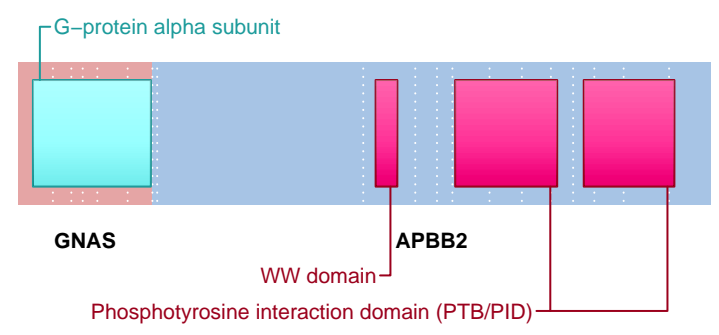 G−protein alpha subunit
GNAS
APBB2
WW domain
Phosphotyrosine interaction domain (PTB/PID)